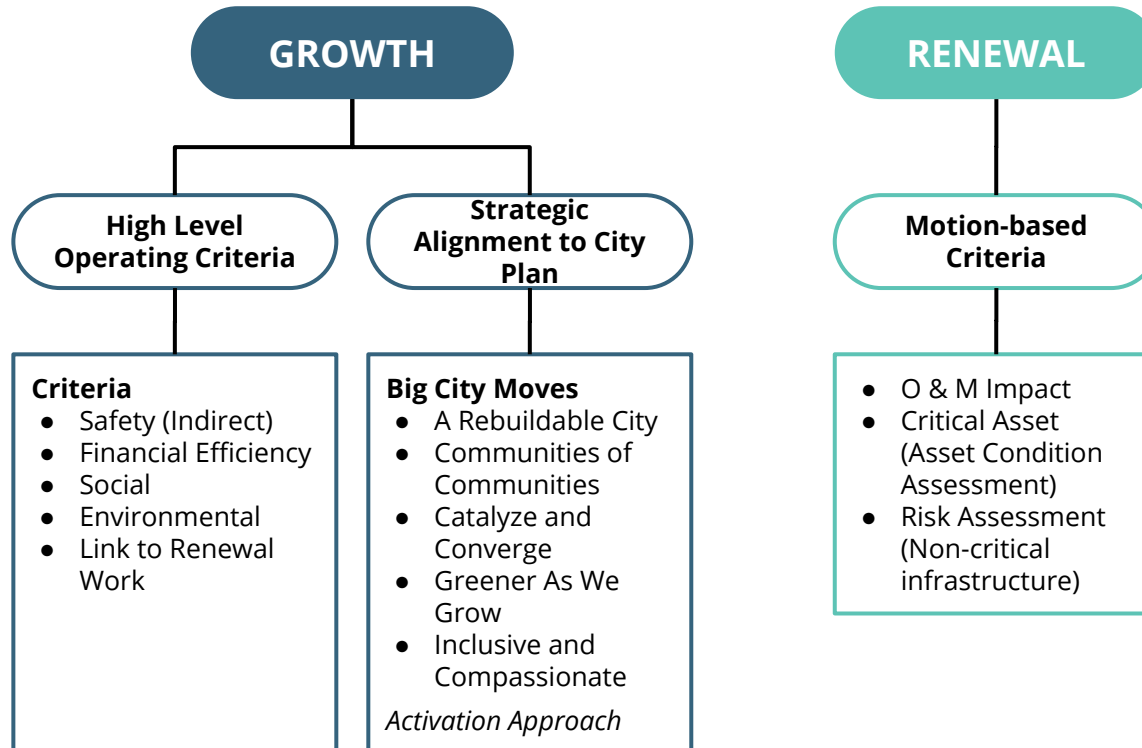 GROWTH
RENEWAL
High Level
Operating Criteria
Strategic
Alignment to City
Plan
Motion-based
Criteria
Criteria
● Safety (Indirect)
● Financial Efficiency
● Social
● Environmental
● Link to Renewal
Work
Big City Moves
● A Rebuildable City
● Communities of
Communities
● Catalyze and
Converge
● Greener As We
Grow
● Inclusive and
Compassionate
Activation Approach
● O & M Impact
● Critical Asset
(Asset Condition
Assessment)
● Risk Assessment
(Non-critical
infrastructure)